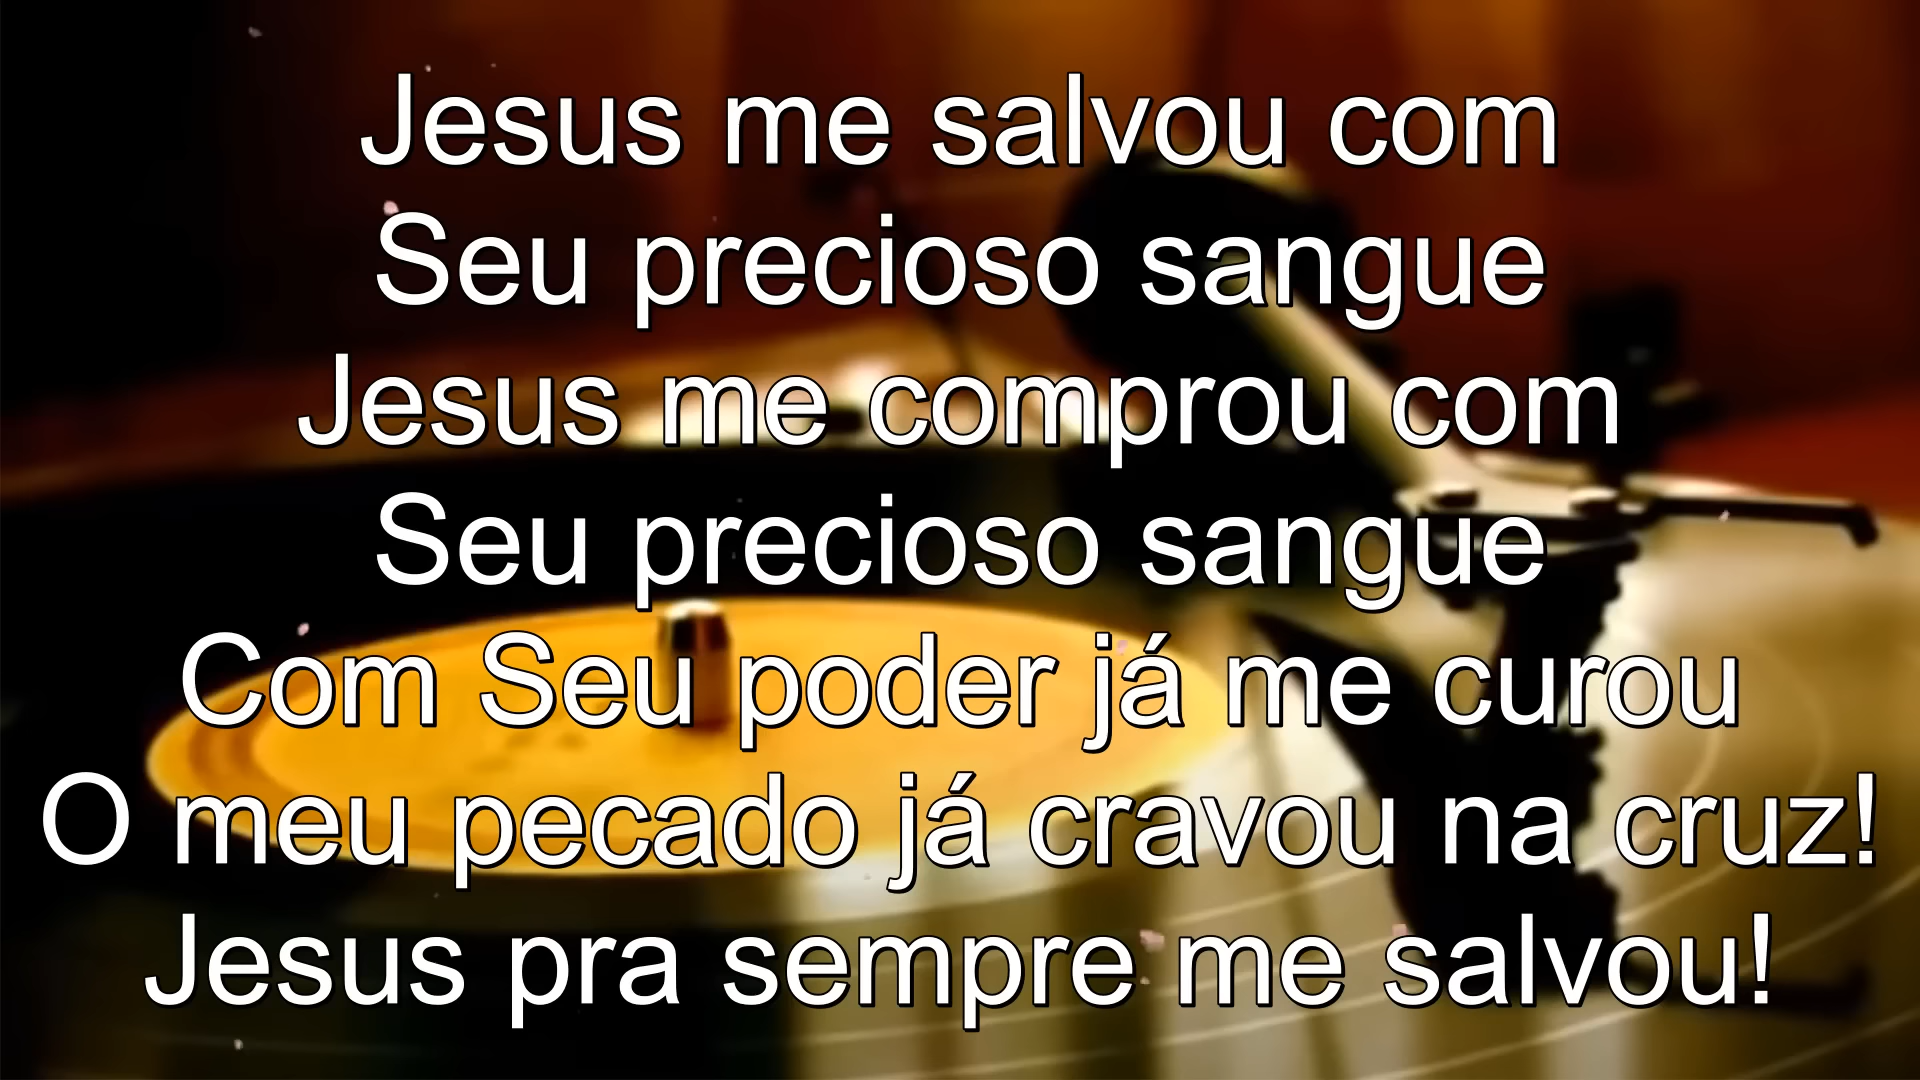 Jesus me salvou com
Seu precioso sangue
Jesus me comprou com
Seu precioso sangue
Com Seu poder já me curou
O meu pecado já cravou na cruz!
Jesus pra sempre me salvou!